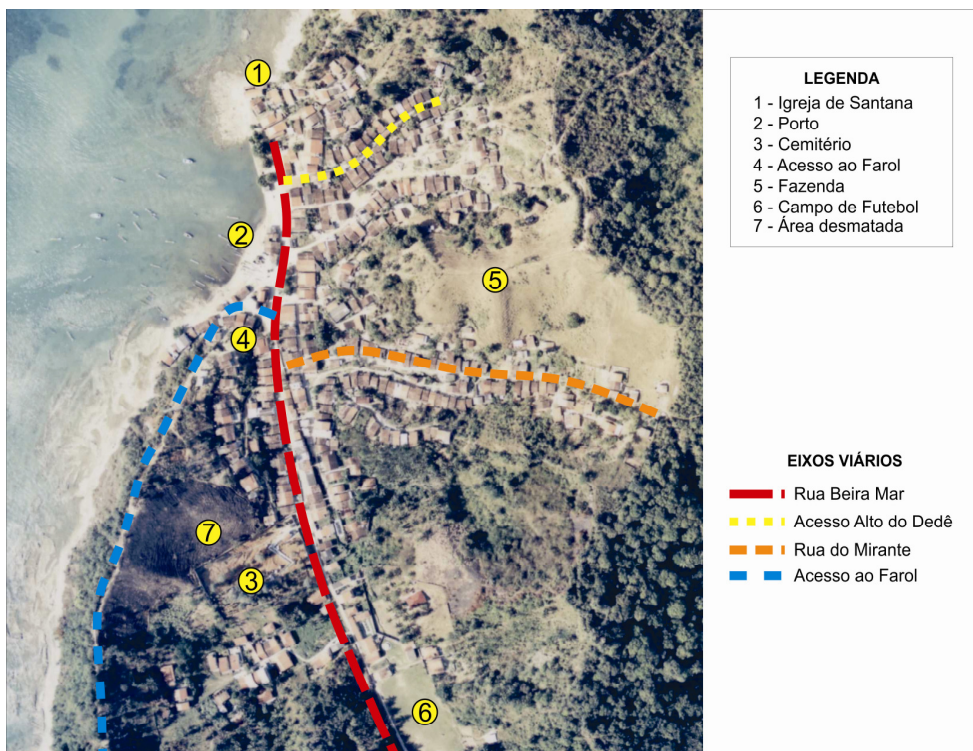 1
2
3
4
5
6
7
LEGENDA
1 - Igreja de Santana
2 - Porto
3 - Cemitério
4 - Acesso ao Farol
5 - Fazenda
6 - Campo de Futebol
7 - Área desmatada
EIXOS VIÁRIOS
Rua Beira Mar
Acesso Alto do Dedê
Rua do Mirante
Acesso ao Farol